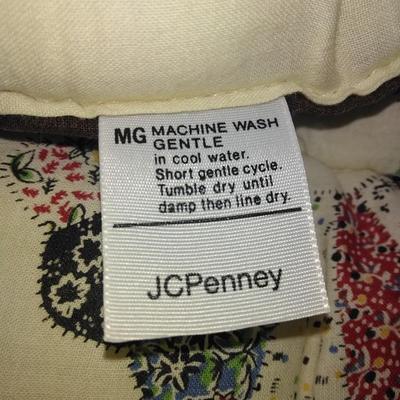 MG MACHINE WASH
GENTLE
in cool water.
Short gentle cycle.
Tumble dry until
damp then line dry.
JCPenney